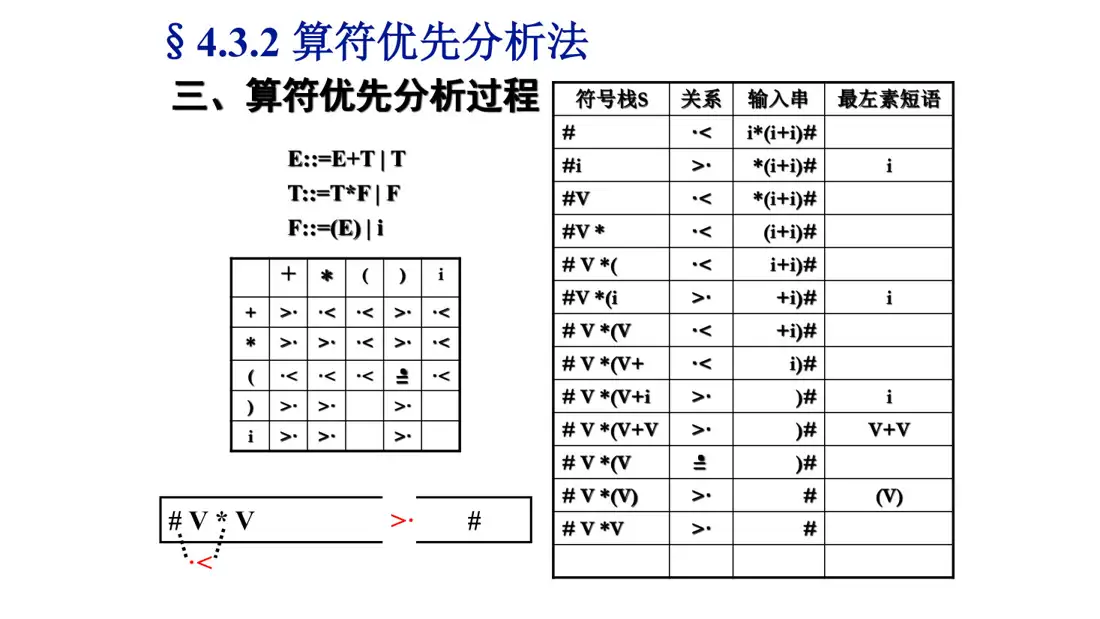 §4.3.2 算符优先分析法
三、算符优先分析过程
E::=E+T | T
T::=T*F | F
F::=(E) | i
+ * ( ) i
+ >· ·< ·< >· ·<
* >· >· ·< >· ·<
( ·< ·< ·< ≗ ·<
) >· >· >·
i >· >· >·
# V * V >· #
·<
符号栈S 关系 输入串 最左素短语
# ·< i*(i+i)#
#i >· *(i+i)# i
#V ·< *(i+i)#
#V * ·< (i+i)#
# V *( ·< i+i)#
#V *(i >· +i)# i
# V *(V ·< +i)#
# V *(V+ ·< i)#
# V *(V+i >· )# i
# V *(V+V >· )# V+V
# V *(V ≗ )#
# V *(V) >· # (V)
# V *V >· #